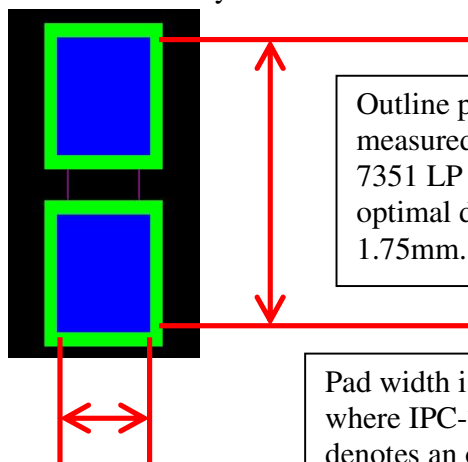 Outline p
measured
7351 LP
optimal d
1.75mm.
Pad width i
where IPC-
denotes an